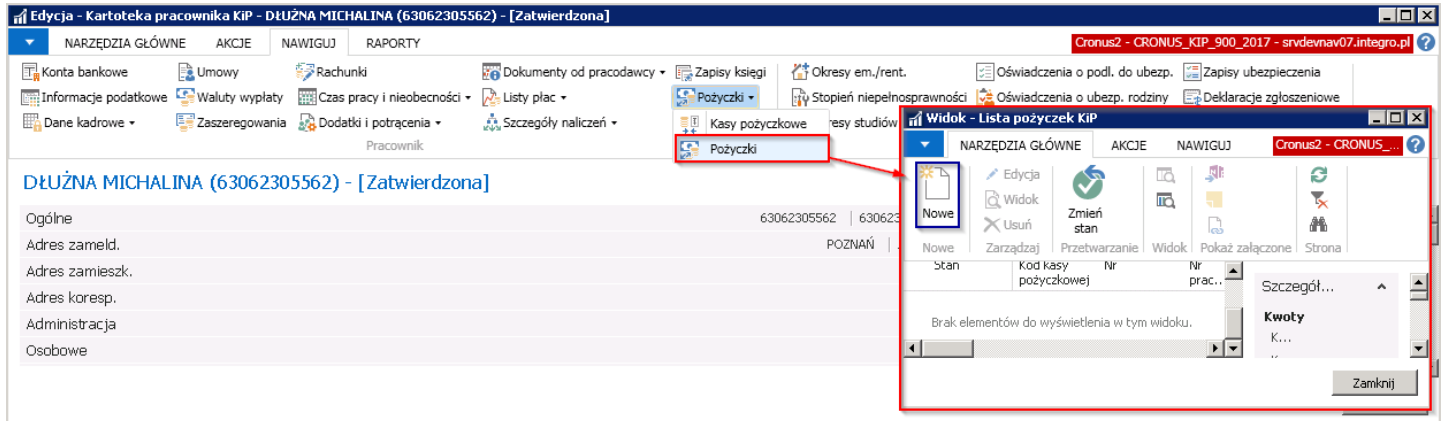 Edycja - Kartoteka pracownika KiP - DŁUŻNA MICHALINA (63062305562) - [Zatwierdzona]
NARZĘDZIA GŁÓWNE AKCJE NAWIGUJ RAPORTY
Cronus2 - CRONUS_KIP_900_2017 - srvdevnav07.integro.pl
Konta bankowe Umowy Rachunki Dokumenty od pracodawcy Zapisy księgi Okresy em./rent. Oświadczenia o podl. do ubezp. Zapisy ubezpieczenia
Informacje podatkowe Waluty wypłaty Czas pracy i nieobecności Listy płac Pożyczki Stopień niepełnosprawności Oświadczenia o ubezp. rodziny Deklaracje zgłoszeniowe
Dane kadrowe Zaszeregowania Dodatki i potrącenia Szczegóły naliczeń Kasy pożyczkowe resy studiów
Pracownik
Pożyczki
DŁUŻNA MICHALINA (63062305562) - [Zatwierdzona]
Ogólne 63062305562 630623
Adres zameld. POZNAŃ
Adres zamieszk.
Adres koresp.
Administracja
Osobowe
Widok - Lista pożyczek KiP
NARZĘDZIA GŁÓWNE AKCJE NAWIGUJ
Cronus2 - CRONUS_...
Nowe
Edycja
Widok
Usuń
Zmień
stan
Nowe Zarządzaj Przetwarzanie Widok Pokaż załączone Strona
Stan Kod kasy Nr Nr
pożyczkowej prac..
Szczegół...
Brak elementów do wyświetlenia w tym widoku.
Kwoty
K...
Zamknij